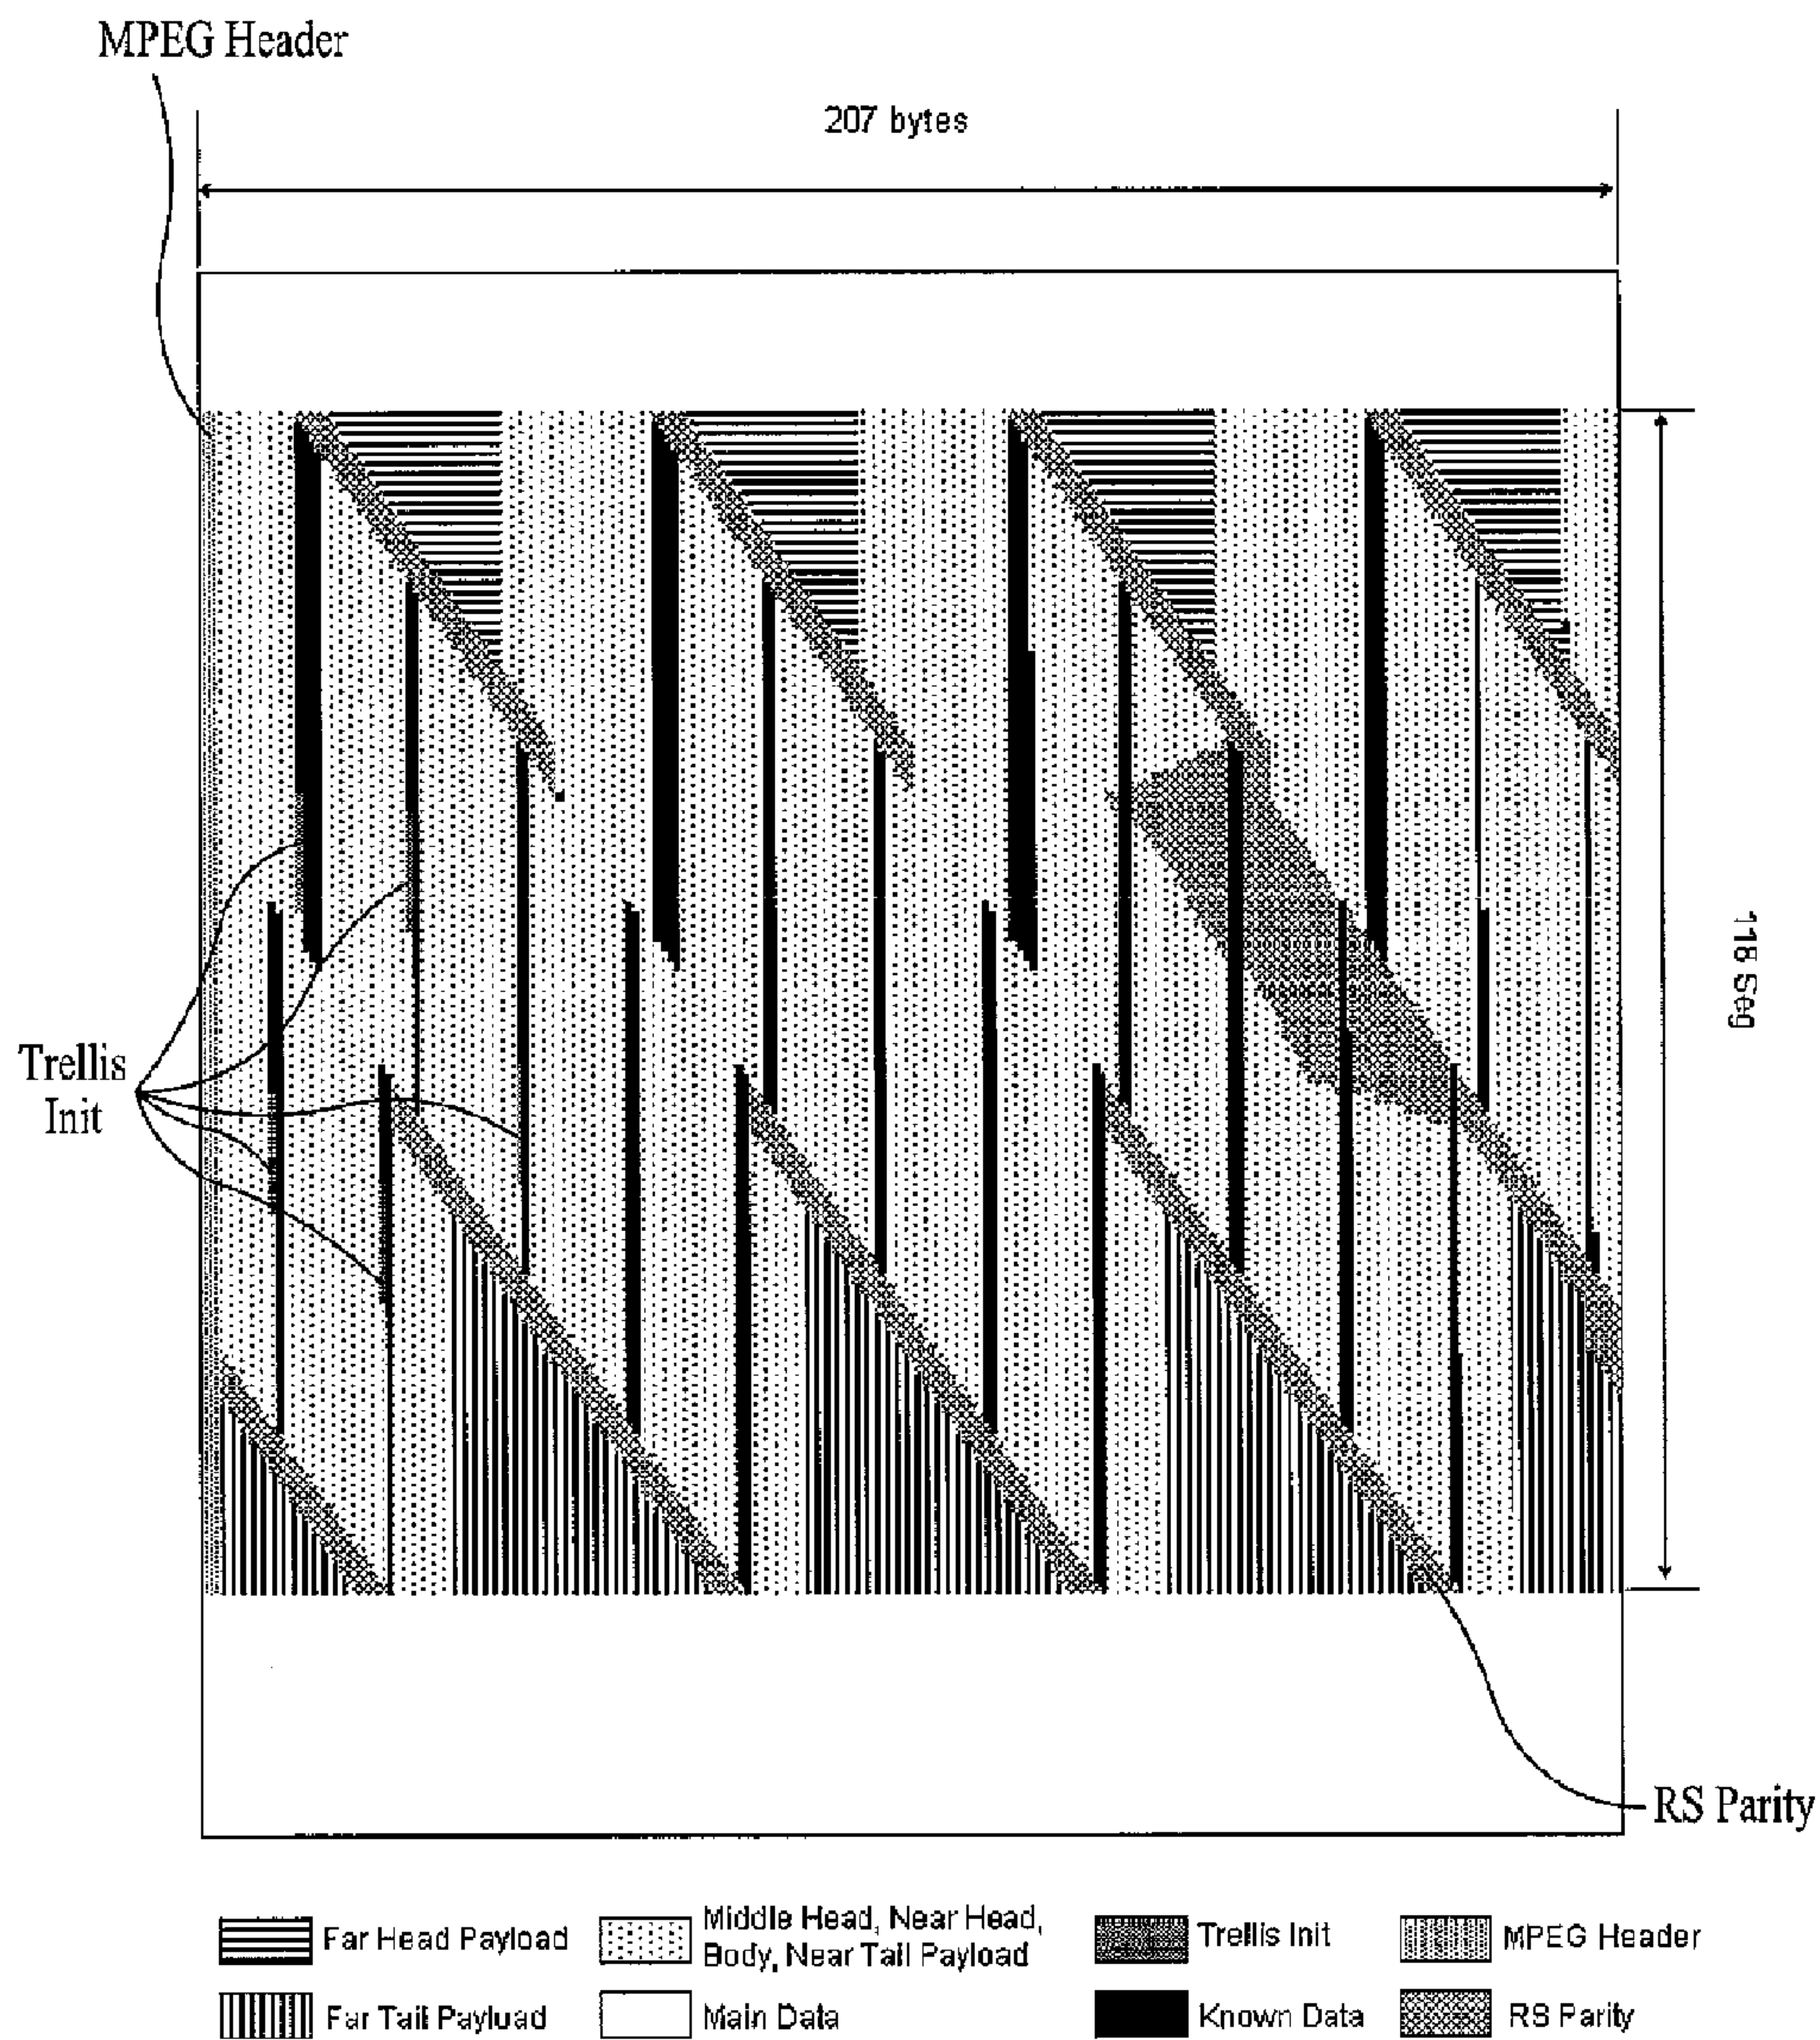 MPEG Header
207 bytes
118 Seg
Trellis
Init
RS Parity
Far Head Payload
Middle Head, Near Head,
Body, Near Tail Payload
Trellis Init
MPEG Header
Far Tail Payluad
Main Data
Known Data
RS Parity